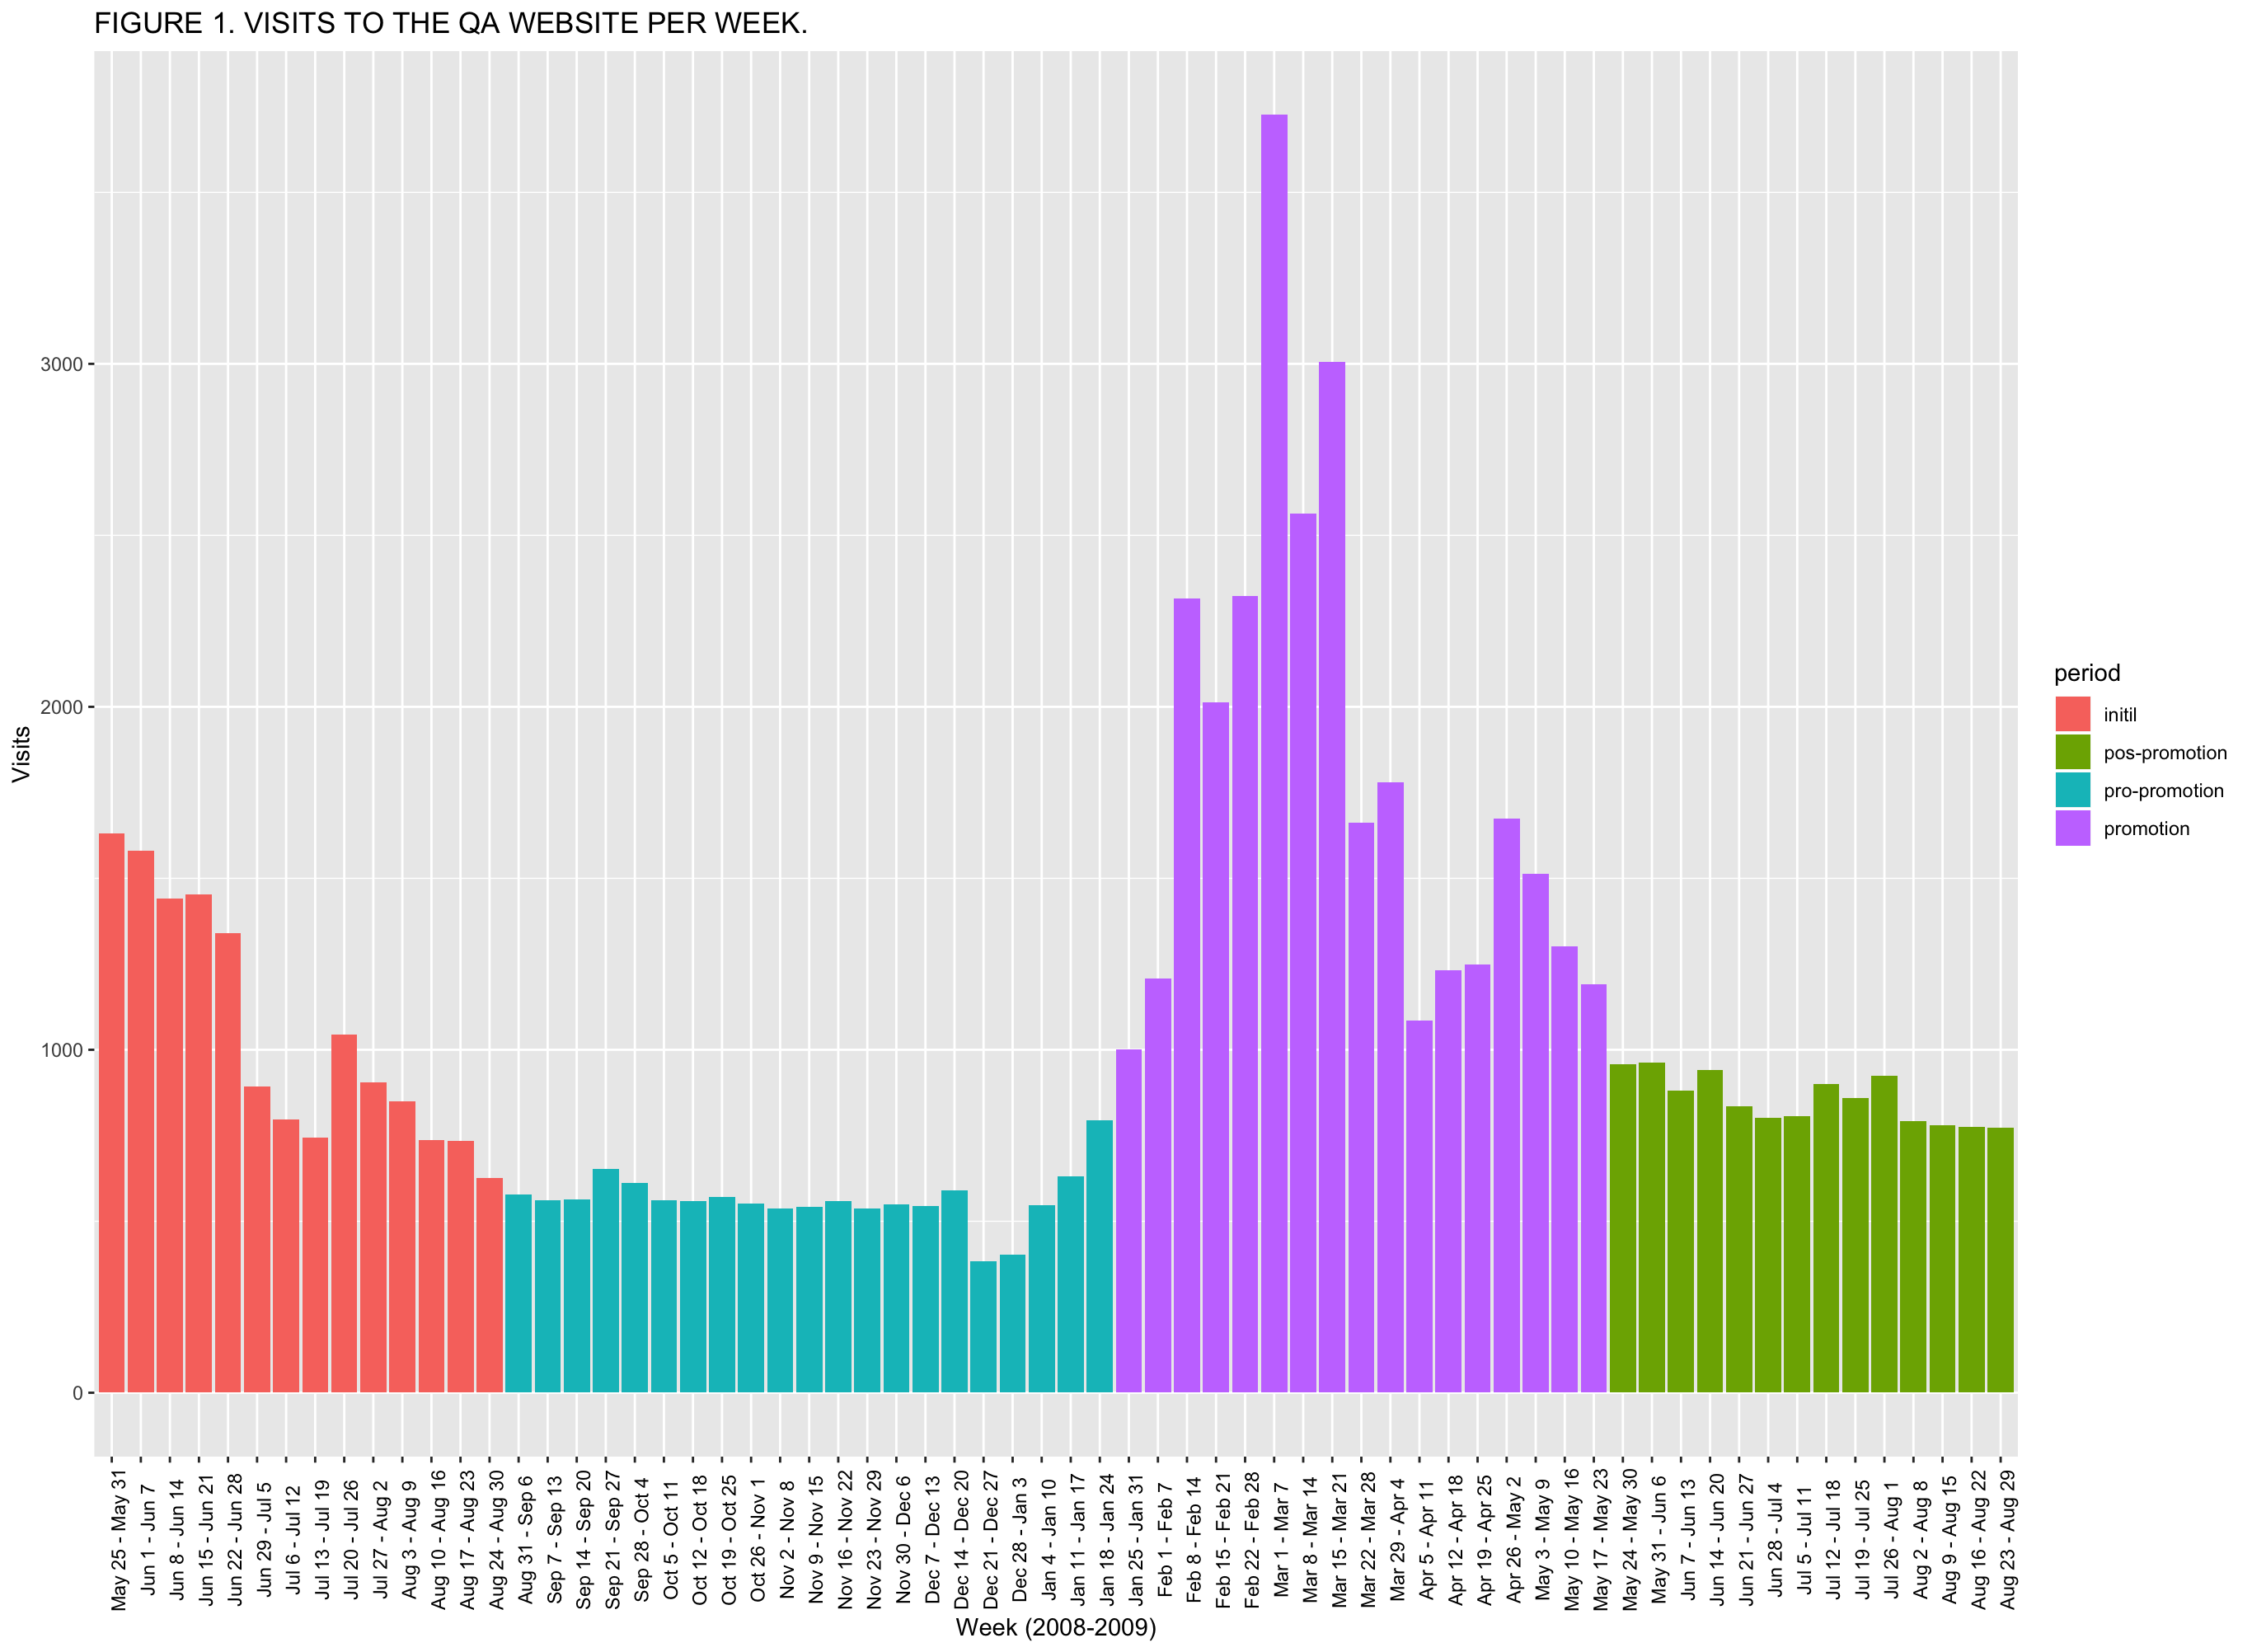 FIGURE 1. VISITS TO THE QA WEBSITE PER WEEK.
Visits
3000
2000
1000
0
May 25 - May 31
Jun 1 - Jun 7
Jun 8 - Jun 14
Jun 15 - Jun 21
Jun 22 - Jun 28
Jun 29 - Jul 5
Jul 6 - Jul 12
Jul 13 - Jul 19
Jul 20 - Jul 26
Jul 27 - Aug 2
Aug 3 - Aug 9
Aug 10 - Aug 16
Aug 17 - Aug 23
Aug 24 - Aug 30
Aug 31 - Sep 6
Sep 7 - Sep 13
Sep 14 - Sep 20
Sep 21 - Sep 27
Sep 28 - Oct 4
Oct 5 - Oct 11
Oct 12 - Oct 18
Oct 19 - Oct 25
Oct 26 - Nov 1
Nov 2 - Nov 8
Nov 9 - Nov 15
Nov 16 - Nov 22
Nov 23 - Nov 29
Nov 30 - Dec 6
Dec 7 - Dec 13
Dec 14 - Dec 20
Dec 21 - Dec 27
Dec 28 - Jan 3
Jan 4 - Jan 10
Jan 11 - Jan 17
Jan 18 - Jan 24
Jan 25 - Jan 31
Feb 1 - Feb 7
Feb 8 - Feb 14
Feb 15 - Feb 21
Feb 22 - Feb 28
Mar 1 - Mar 7
Mar 8 - Mar 14
Mar 15 - Mar 21
Mar 22 - Mar 28
Mar 29 - Apr 4
Apr 5 - Apr 11
Apr 12 - Apr 18
Apr 19 - Apr 25
Apr 26 - May 2
May 3 - May 9
May 10 - May 16
May 17 - May 23
May 24 - May 30
May 31 - Jun 6
Jun 7 - Jun 13
Jun 14 - Jun 20
Jun 21 - Jun 27
Jun 28 - Jul 4
Jul 5 - Jul 11
Jul 12 - Jul 18
Jul 19 - Jul 25
Jul 26 - Aug 1
Aug 2 - Aug 8
Aug 9 - Aug 15
Aug 16 - Aug 22
Aug 23 - Aug 29
Week (2008-2009)
period
initil
pos-promotion
pro-promotion
promotion